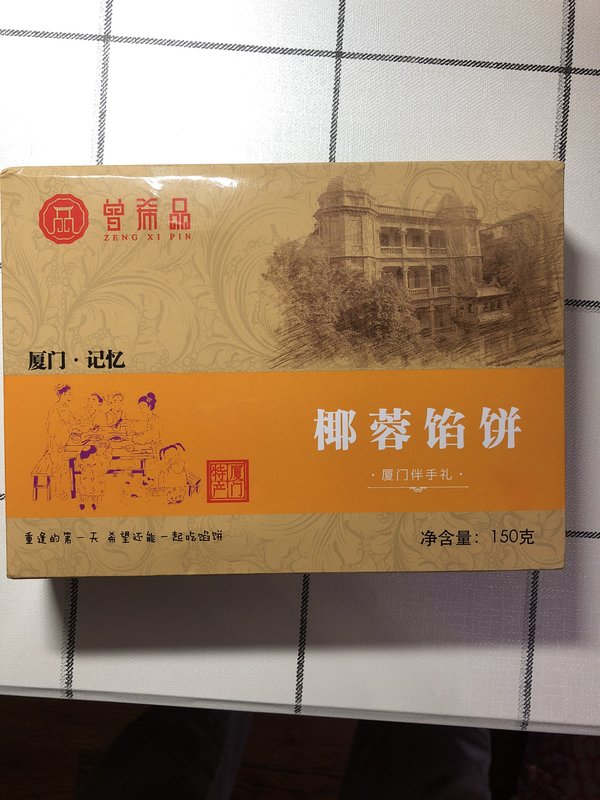 曾希品
ZENG XI PIN
厦门·记忆
椰蓉馅饼
·厦门伴手礼·
厦门
特产
重逢的第一天 希望还能一起吃馅饼
净含量：150克